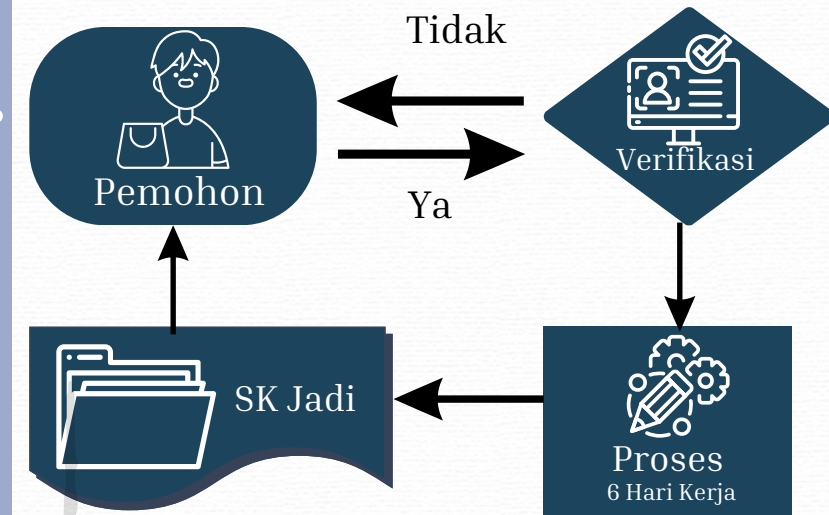 Tidak
Pemohon
Verifikasi
Ya
SK Jadi
Proses
6 Hari Kerja